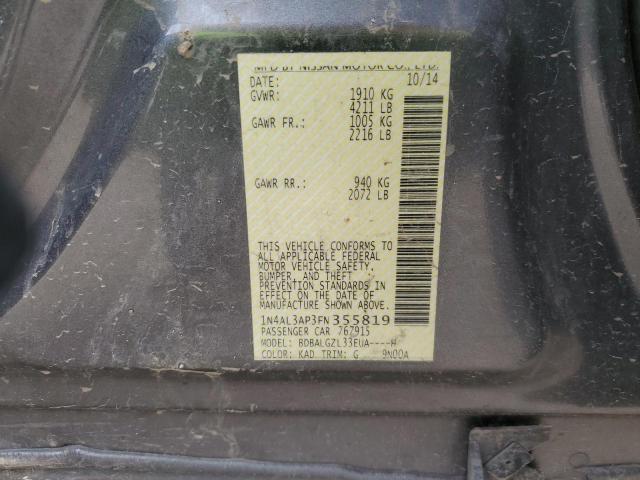 MFD BY NISSAN MOTOR CO., LTD.
DATE: 10/14
GVWR: 1910 KG
4211 LB
GAWR FR.: 1005 KG
2216 LB
GAWR RR.: 940 KG
2072 LB
THIS VEHICLE CONFORMS TO
ALL APPLICABLE FEDERAL
MOTOR VEHICLE SAFETY,
BUMPER, AND THEFT
PREVENTION STANDARDS IN
EFFECT ON THE DATE OF
MANUFACTURE SHOWN ABOVE.
1N4AL3AP3FN355819
PASSENGER CAR 767915
MODEL: BDBALGZL33EUA----H
COLOR: KAD TRIM: G 9N00A